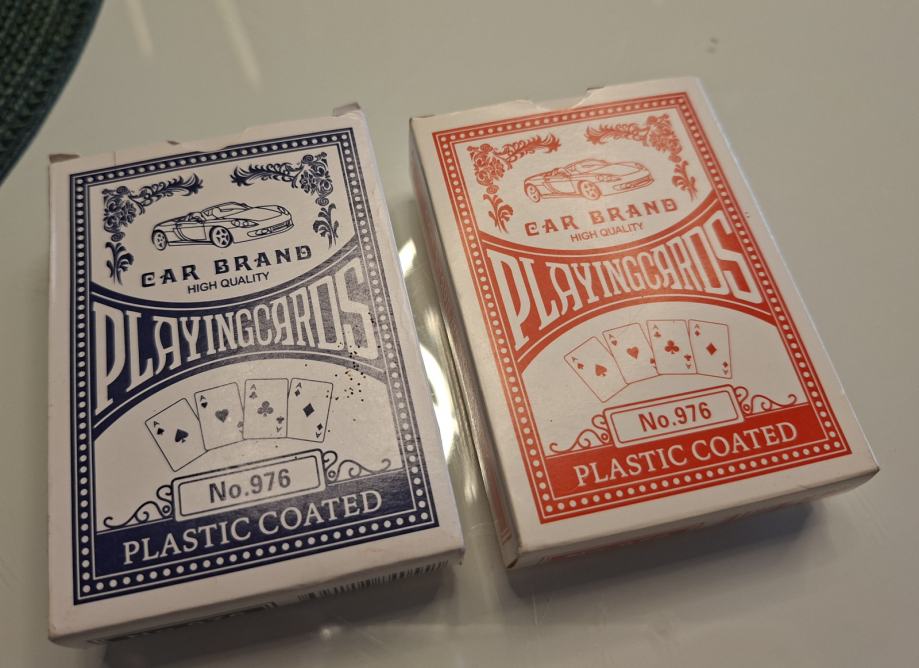 CAR BRAND
HIGH QUALITY
PLAYINGCARDS
A
A
A
A
No.976
PLASTIC COATED
CAR BRAND
HIGH QUALITY
PLAYINGCARDS
A
A
A
A
No.976
PLASTIC COATED